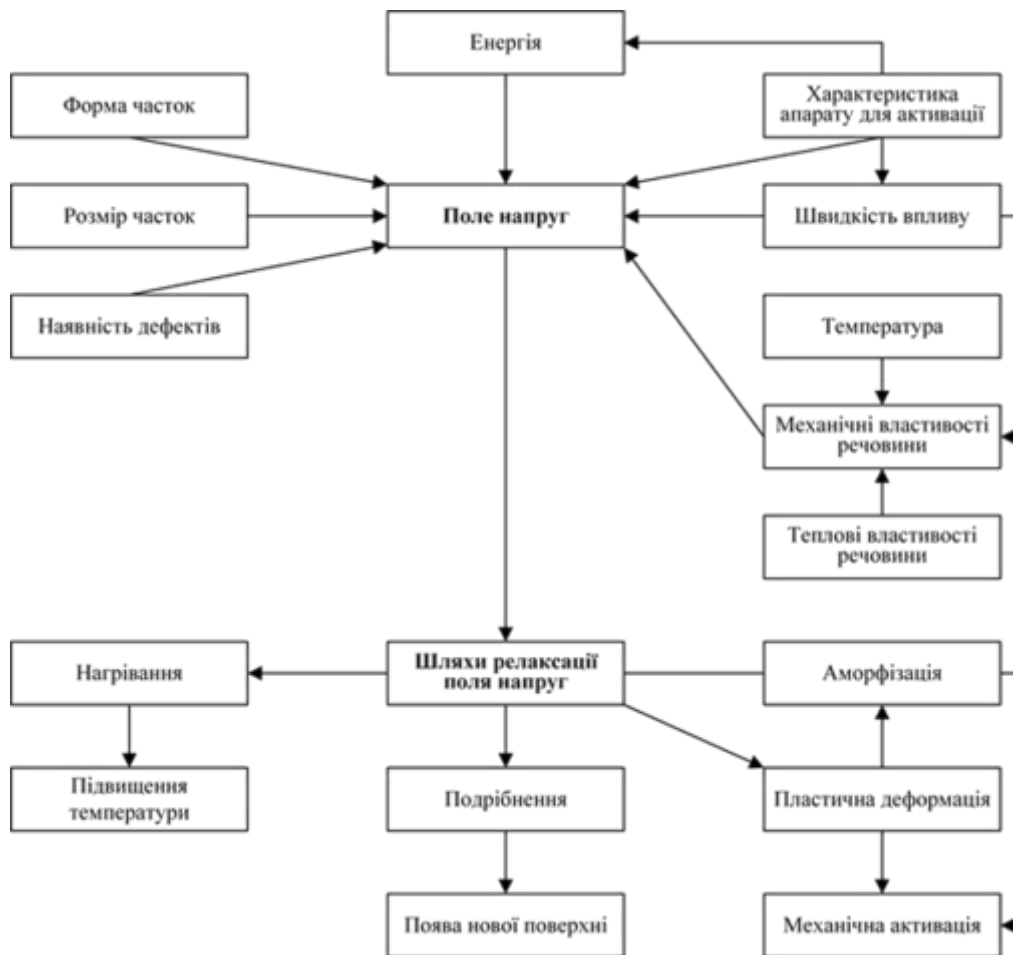 Енергія
Форма часток
Характеристика
апарату для активації
Розмір часток
Поле напруг
Швидкість впливу
Наявність дефектів
Температура
Механічні властивості
речовини
Теплові властивості
речовини
Нагрівання
Шляхи релаксації
поля напруг
Аморфізація
Підвищення
температури
Подрібнення
Пластична деформація
Поява нової поверхні
Механічна активація